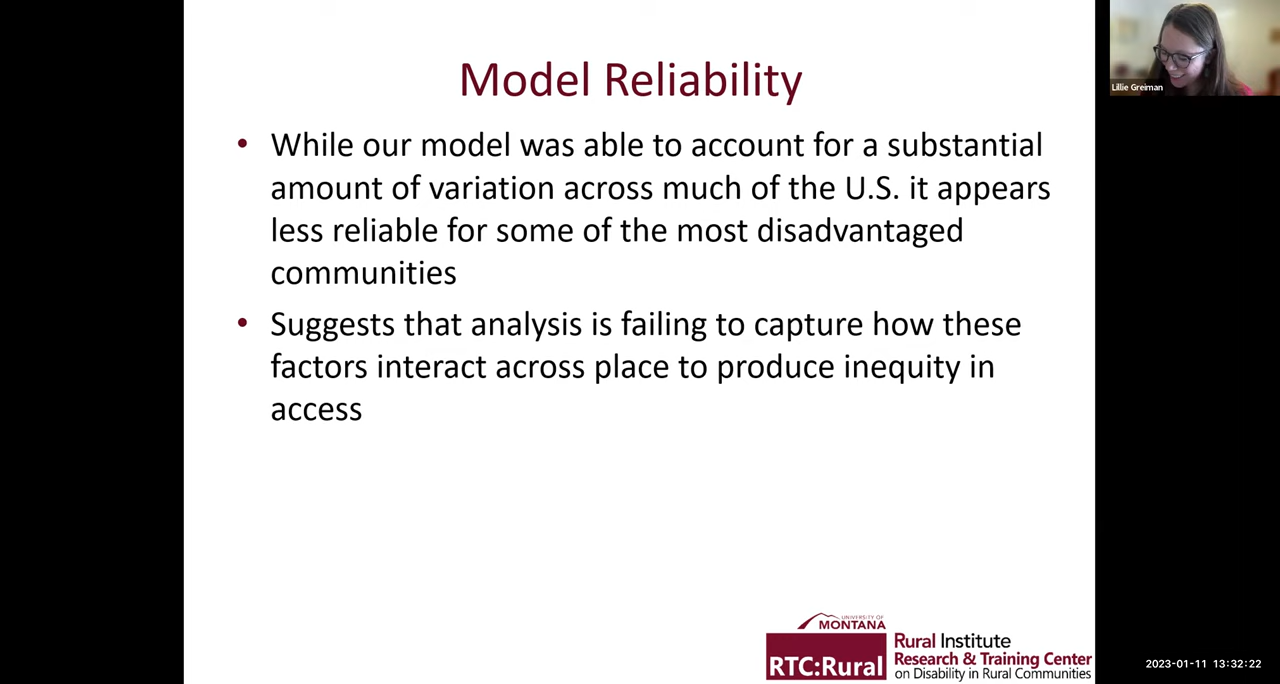 Model Reliability
• While our model was able to account for a substantial
amount of variation across much of the U.S. it appears
less reliable for some of the most disadvantaged
communities
• Suggests that analysis is failing to capture how these
factors interact across place to produce inequity in
access
Lillie Greiman
UNIVERSITY OF
MONTANA
RTC:Rural
Rural Institute
Research & Training Center
on Disability in Rural Communities
2023-01-11 13:32:22